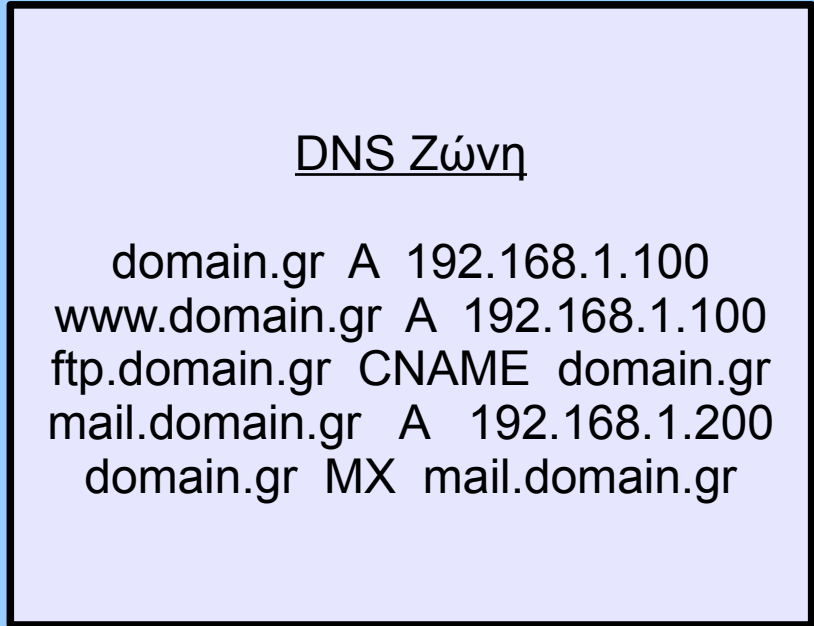 DNS Ζώνη
domain.gr A 192.168.1.100
www.domain.gr A 192.168.1.100
ftp.domain.gr CNAME domain.gr
mail.domain.gr A 192.168.1.200
domain.gr MX mail.domain.gr